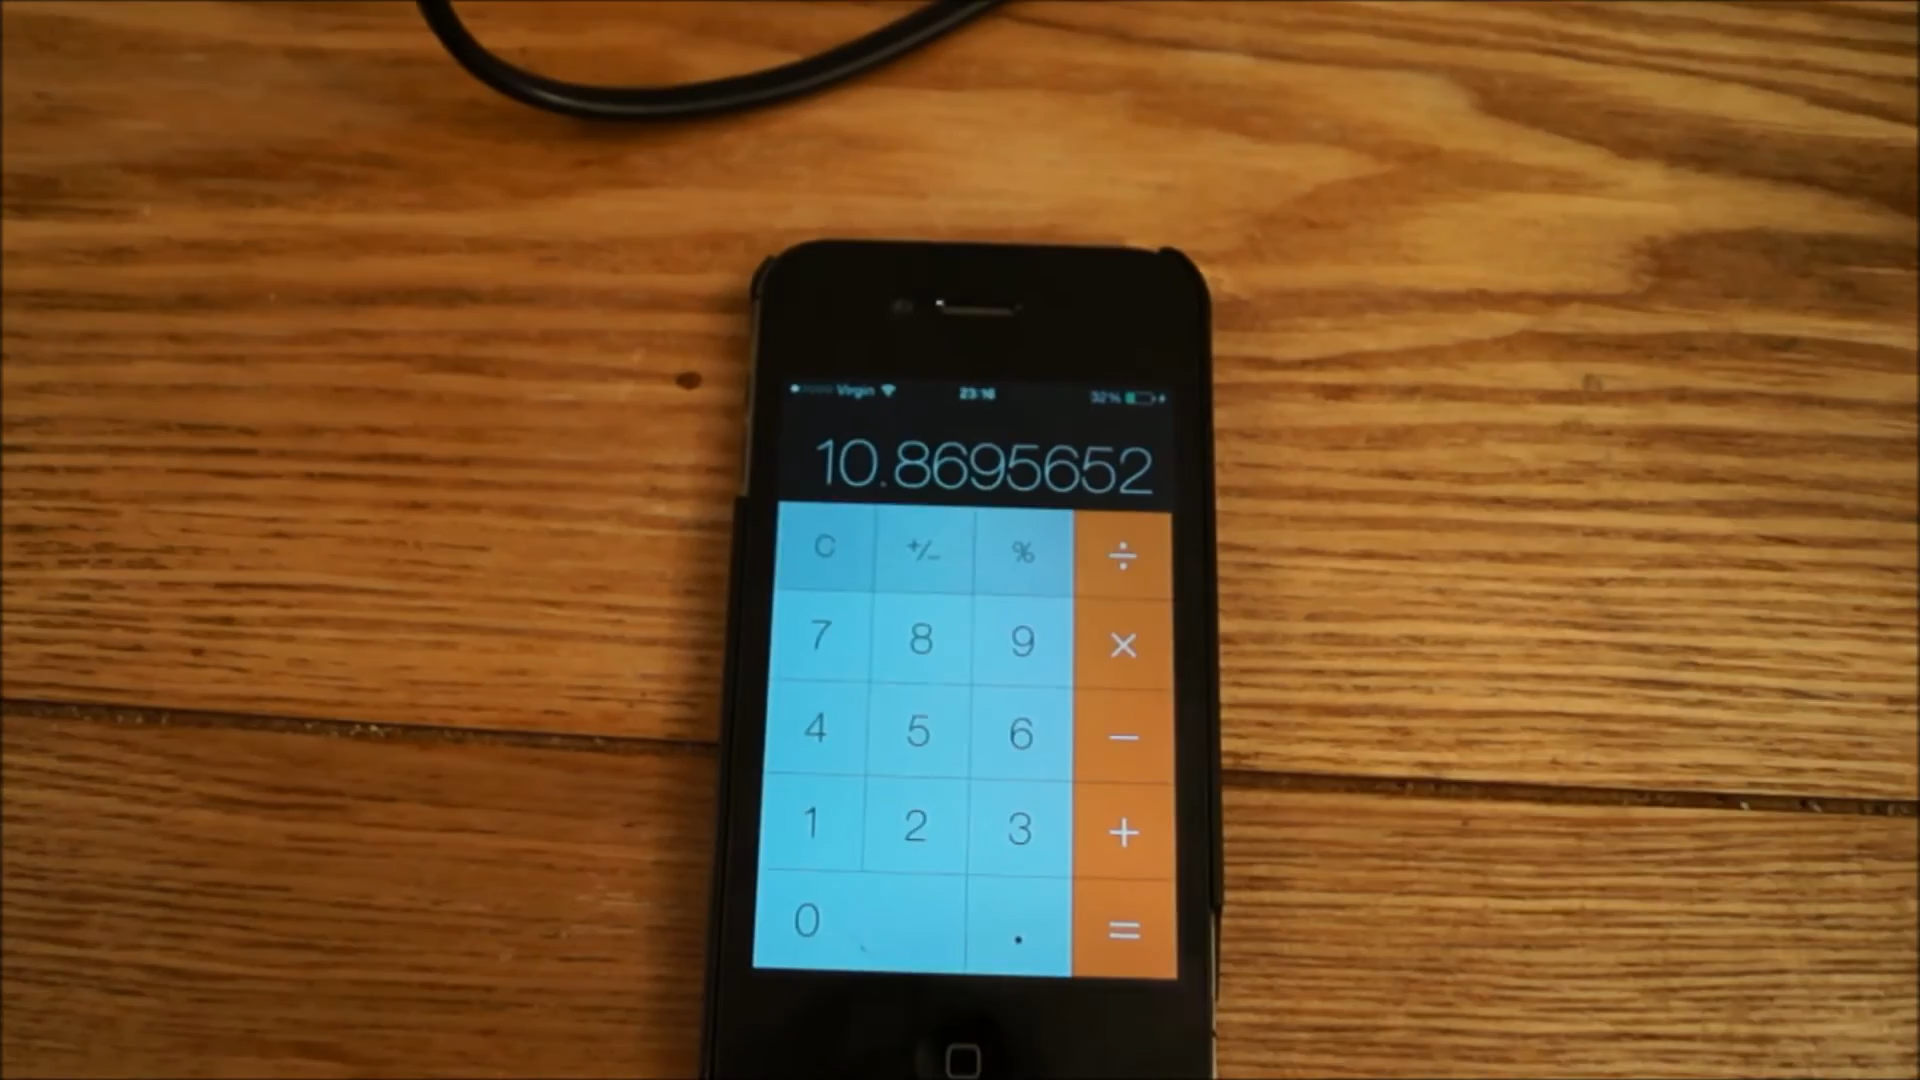 Virgin 23:16 32%
10.8695652
C +/- % ÷
7 8 9 ×
4 5 6 −
1 2 3 +
0 . =